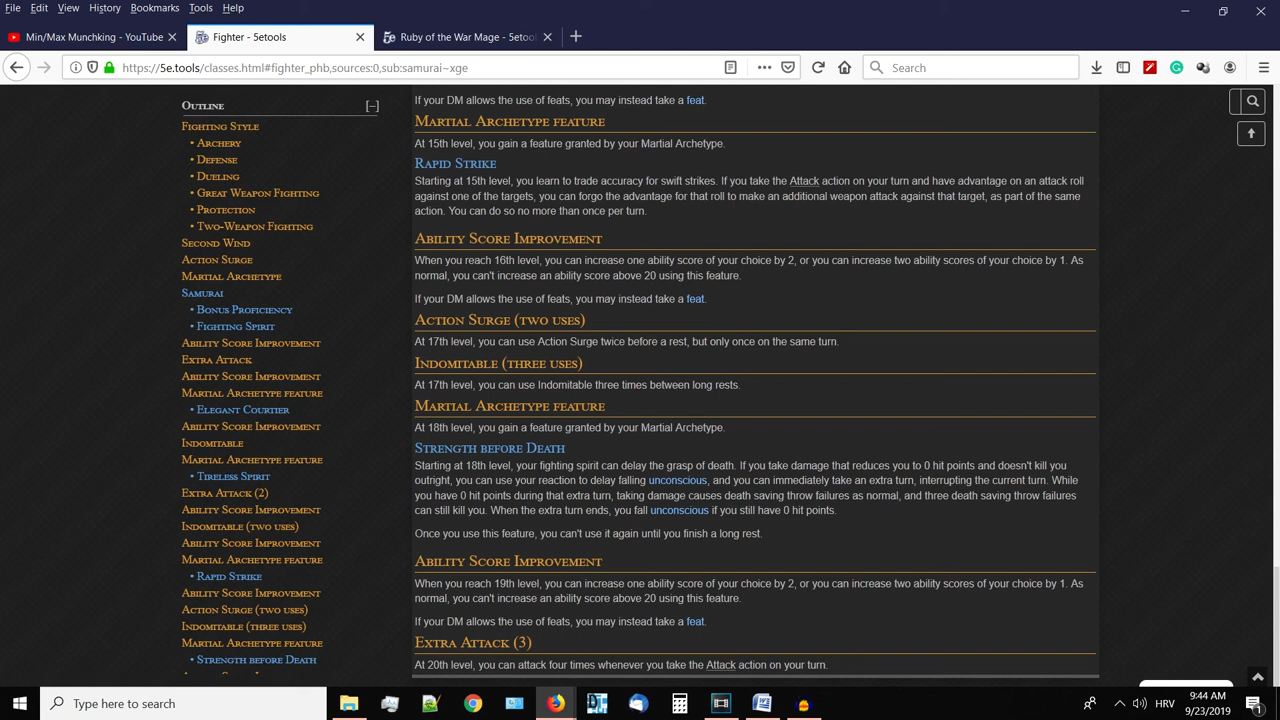 File Edit View History Bookmarks Tools Help
Min/Max Munchking - YouTube
Fighter - 5etools
Ruby of the War Mage - 5etool
https://5e.tools/classes.html#fighter_phb,sources:0,sub:samurai~xge
Search
Outline [–]
Fighting Style
• Archery
• Defense
• Dueling
• Great Weapon Fighting
• Protection
• Two-Weapon Fighting
Second Wind
Action Surge
Martial Archetype
Samurai
• Bonus Proficiency
• Fighting Spirit
Ability Score Improvement
Extra Attack
Ability Score Improvement
Martial Archetype feature
• Elegant Courtier
Ability Score Improvement
Indomitable
Martial Archetype feature
• Tireless Spirit
Extra Attack (2)
Ability Score Improvement
Indomitable (two uses)
Ability Score Improvement
Martial Archetype feature
• Rapid Strike
Ability Score Improvement
Action Surge (two uses)
Indomitable (three uses)
Martial Archetype feature
• Strength before Death
If your DM allows the use of feats, you may instead take a feat.
Martial Archetype feature
At 15th level, you gain a feature granted by your Martial Archetype.
Rapid Strike
Starting at 15th level, you learn to trade accuracy for swift strikes. If you take the Attack action on your turn and have advantage on an attack roll
against one of the targets, you can forgo the advantage for that roll to make an additional weapon attack against that target, as part of the same
action. You can do so no more than once per turn.
Ability Score Improvement
When you reach 16th level, you can increase one ability score of your choice by 2, or you can increase two ability scores of your choice by 1. As
normal, you can't increase an ability score above 20 using this feature.
If your DM allows the use of feats, you may instead take a feat.
Action Surge (two uses)
At 17th level, you can use Action Surge twice before a rest, but only once on the same turn.
Indomitable (three uses)
At 17th level, you can use Indomitable three times between long rests.
Martial Archetype feature
At 18th level, you gain a feature granted by your Martial Archetype.
Strength before Death
Starting at 18th level, your fighting spirit can delay the grasp of death. If you take damage that reduces you to 0 hit points and doesn't kill you
outright, you can use your reaction to delay falling unconscious, and you can immediately take an extra turn, interrupting the current turn. While
you have 0 hit points during that extra turn, taking damage causes death saving throw failures as normal, and three death saving throw failures
can still kill you. When the extra turn ends, you fall unconscious if you still have 0 hit points.
Once you use this feature, you can't use it again until you finish a long rest.
Ability Score Improvement
When you reach 19th level, you can increase one ability score of your choice by 2, or you can increase two ability scores of your choice by 1. As
normal, you can't increase an ability score above 20 using this feature.
If your DM allows the use of feats, you may instead take a feat.
Extra Attack (3)
At 20th level, you can attack four times whenever you take the Attack action on your turn.
Type here to search
HRV
9:44 AM
9/23/2019
1